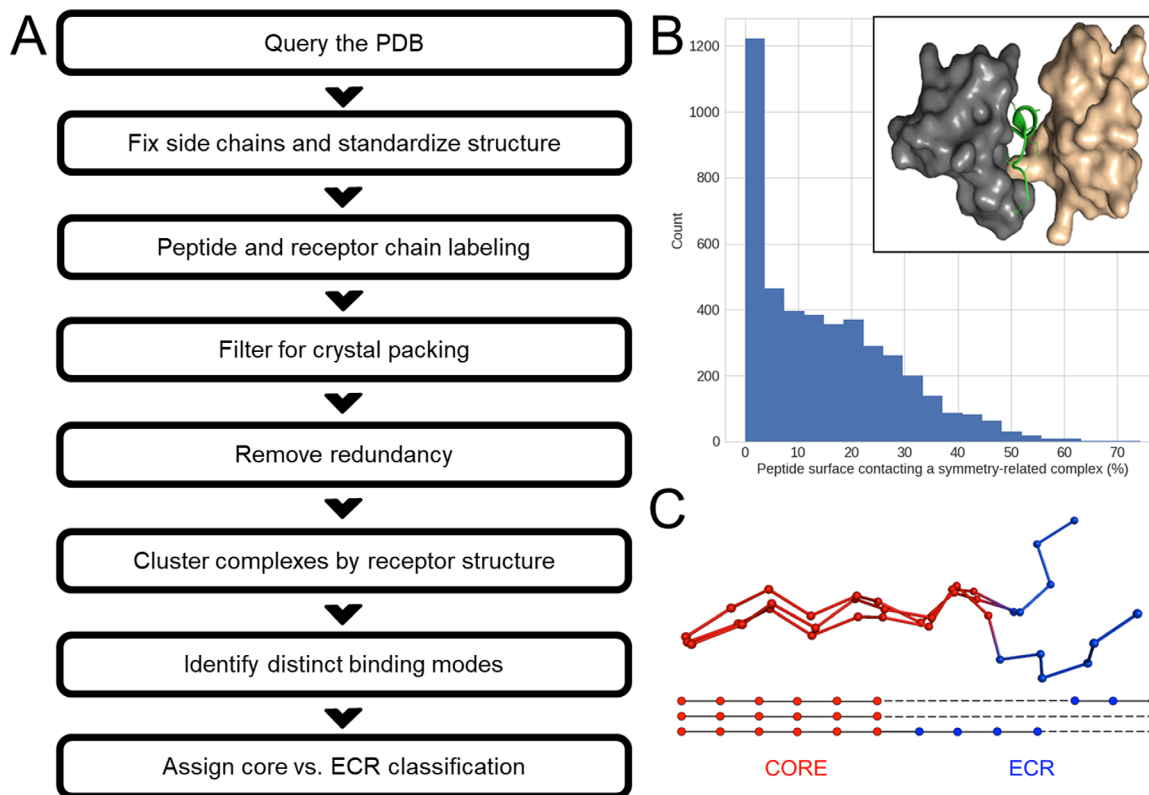 A
Query the PDB
Fix side chains and standardize structure
Peptide and receptor chain labeling
Filter for crystal packing
Remove redundancy
Cluster complexes by receptor structure
Identify distinct binding modes
Assign core vs. ECR classification
B
1200
1000
800
600
400
200
0
Count
0 10 20 30 40 50 60 70
Peptide surface contacting a symmetry-related complex (%)
C
CORE ECR